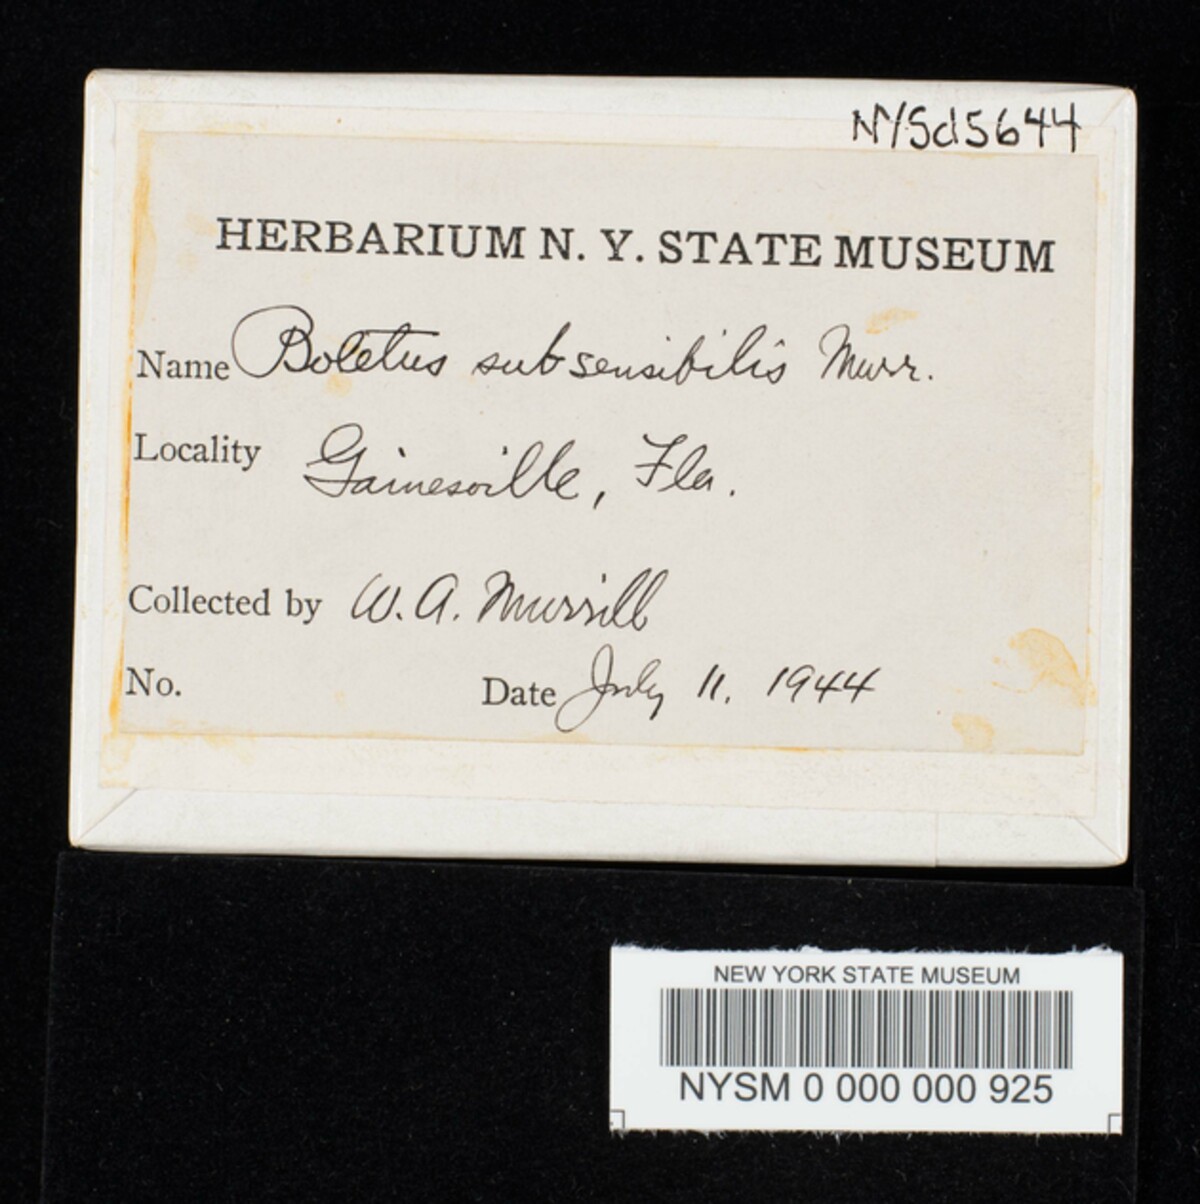 NYSd5644
HERBARIUM N. Y. STATE MUSEUM
Name Boletus subsensibilis Murr.
Locality Gainesville, Fla.
Collected by W. A. Murrill
No. Date July 11, 1944
NEW YORK STATE MUSEUM
NYSM 0 000 000 925